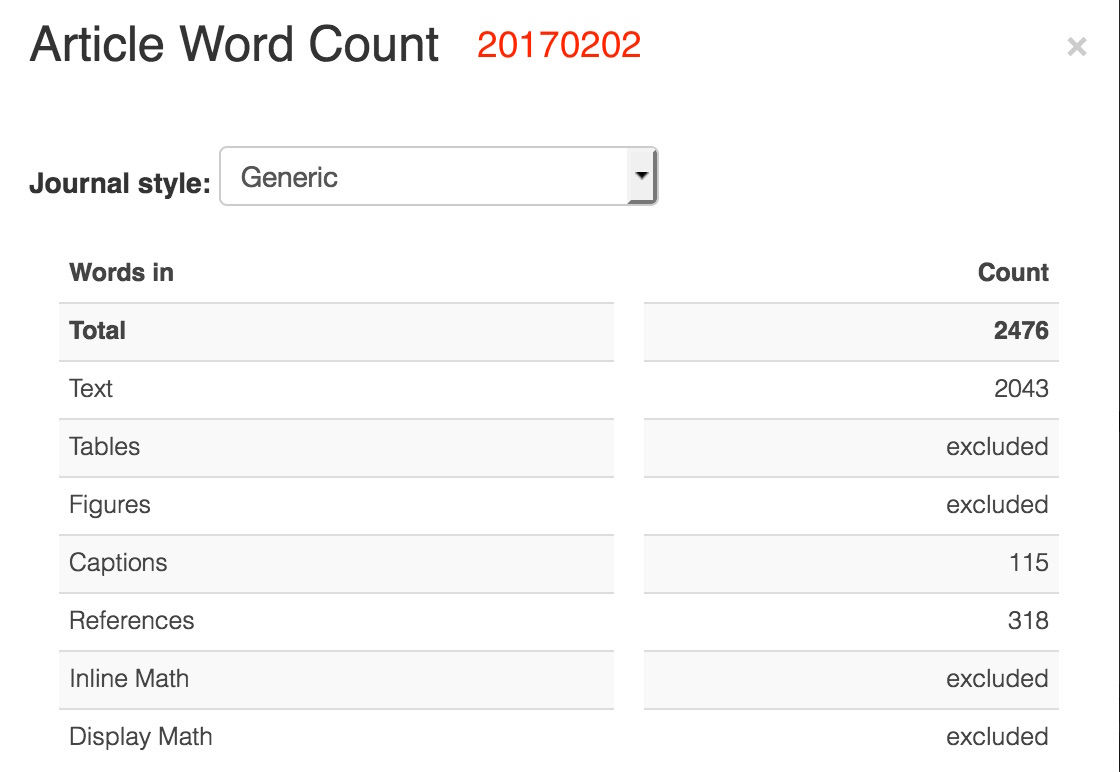 Article Word Count 20170202 ×
Journal style: Generic
Words in Count
Total 2476
Text 2043
Tables excluded
Figures excluded
Captions 115
References 318
Inline Math excluded
Display Math excluded